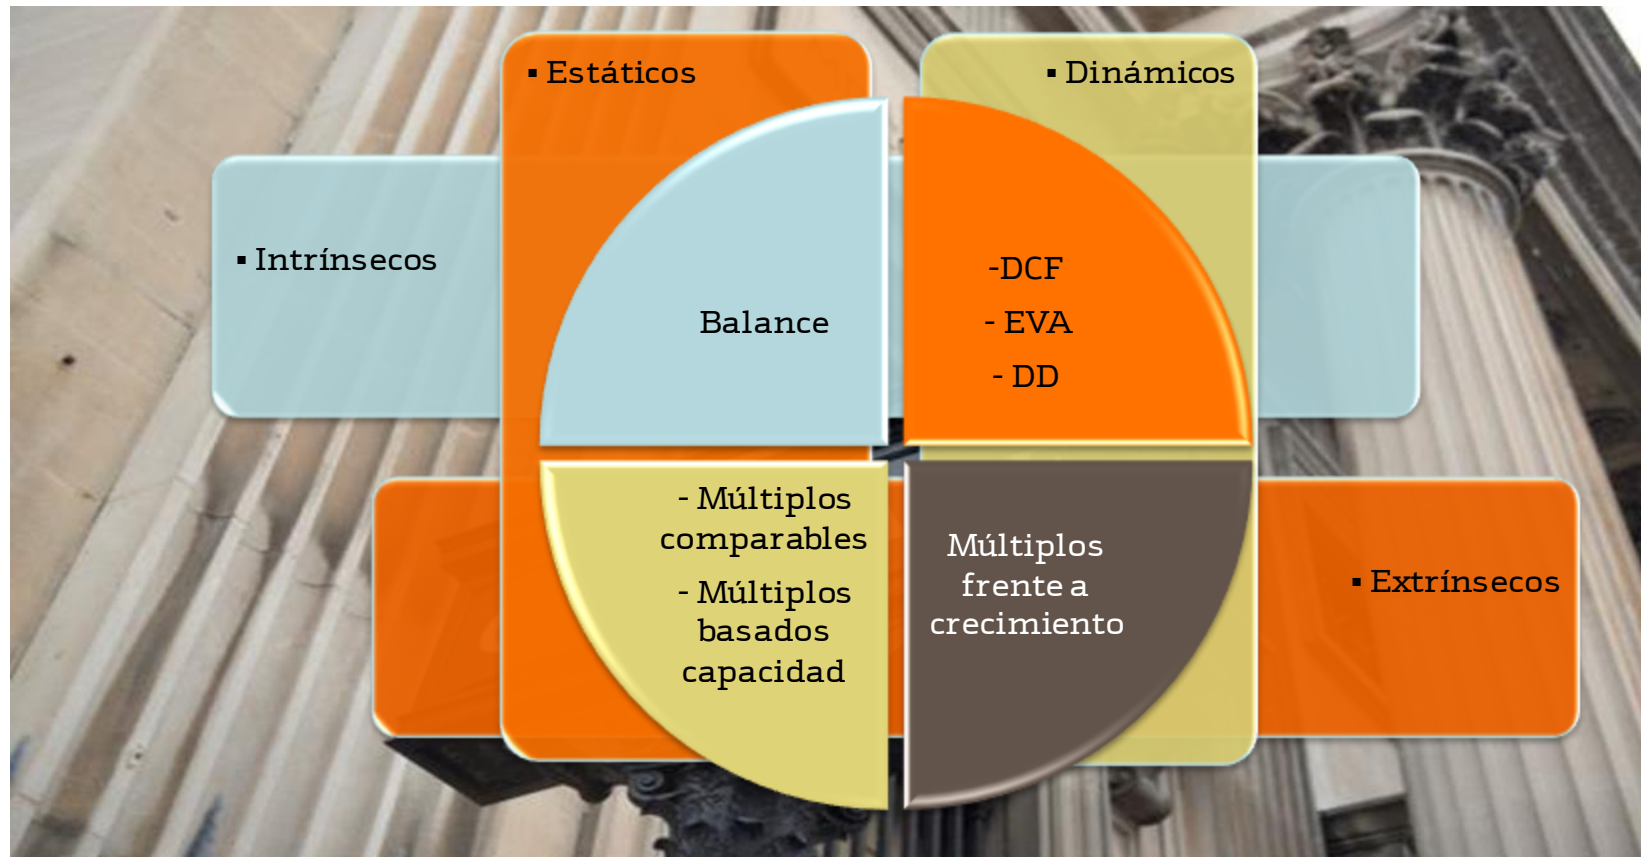 ▪ Estáticos
▪ Dinámicos
▪ Intrínsecos
Balance
-DCF
- EVA
- DD
- Múltiplos
comparables
- Múltiplos
basados
capacidad
Múltiplos
frente a
crecimiento
▪ Extrínsecos